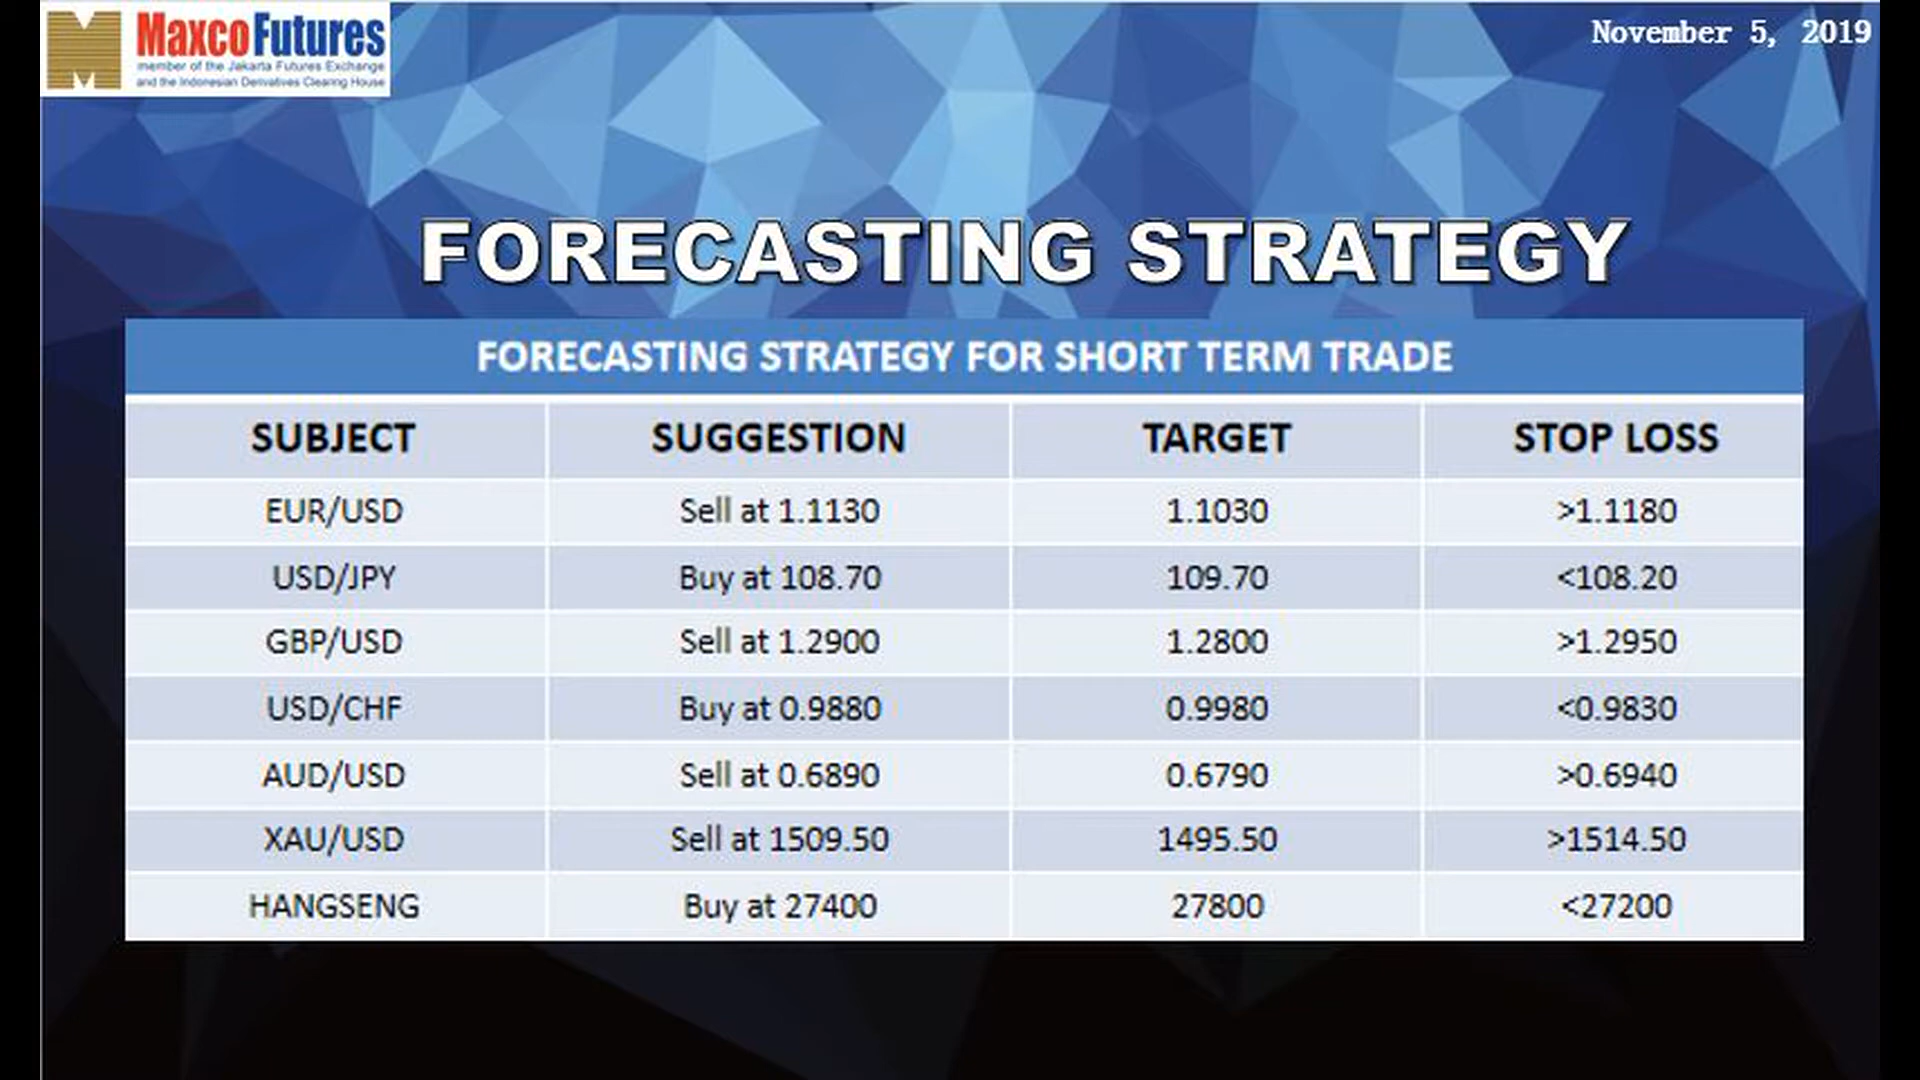 MaxcoFutures
member of the Jakarta Futures Exchange
and the Indonesian Derivatives Clearing House
November 5, 2019
FORECASTING STRATEGY
FORECASTING STRATEGY FOR SHORT TERM TRADE
SUBJECT SUGGESTION TARGET STOP LOSS
EUR/USD Sell at 1.1130 1.1030 >1.1180
USD/JPY Buy at 108.70 109.70 <108.20
GBP/USD Sell at 1.2900 1.2800 >1.2950
USD/CHF Buy at 0.9880 0.9980 <0.9830
AUD/USD Sell at 0.6890 0.6790 >0.6940
XAU/USD Sell at 1509.50 1495.50 >1514.50
HANGSENG Buy at 27400 27800 <27200